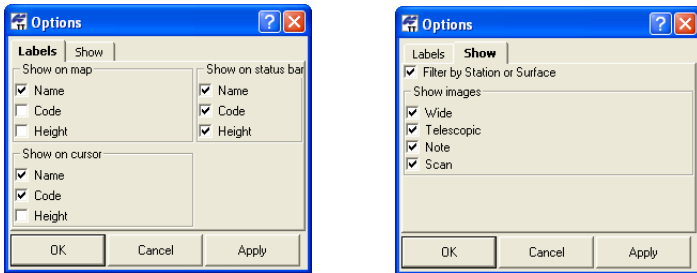 Options
Labels Show
Show on map Show on status bar
Name Name
Code Code
Height Height
Show on cursor
Name
Code
Height
OK Cancel Apply
Options
Labels Show
Filter by Station or Surface
Show images
Wide
Telescopic
Note
Scan
OK Cancel Apply